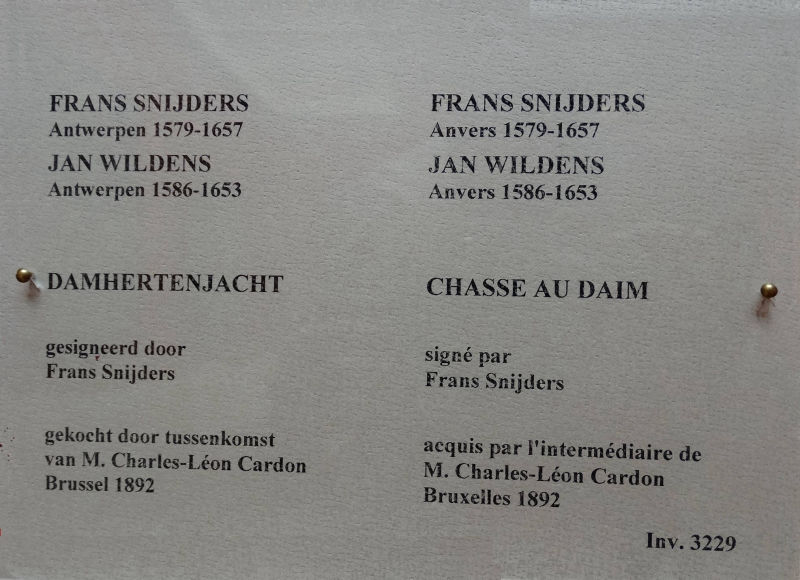 FRANS SNIJDERS
Antwerpen 1579-1657
JAN WILDENS
Antwerpen 1586-1653
DAMHERTENJACHT
gesigneerd door
Frans Snijders
gekocht door tussenkomst
van M. Charles-Léon Cardon
Brussel 1892
FRANS SNIJDERS
Anvers 1579-1657
JAN WILDENS
Anvers 1586-1653
CHASSE AU DAIM
signé par
Frans Snijders
acquis par l'intermédiaire de
M. Charles-Léon Cardon
Bruxelles 1892
Inv. 3229